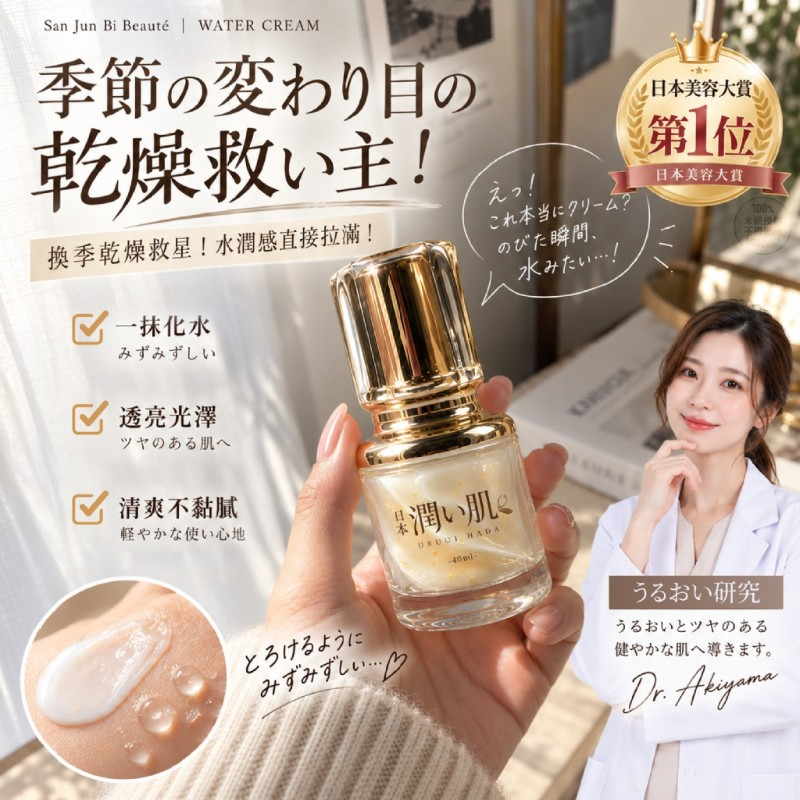 San Jun Bi Beauté | WATER CREAM
季節の変わり目の
乾燥救い主！
換季乾燥救星！水潤感直接拉滿！
日本美容大賞
第1位
日本美容大賞
100%
えっ！
これ本当にクリーム？
のびた瞬間、
水みたい…！
一抹化水
みずみずしい
透亮光澤
ツヤのある肌へ
清爽不黏膩
軽やかな使い心地
日本
潤い肌
URUOI HADA
-40ml-
とろけるように
みずみずしい…♡
うるおい研究
うるおいとツヤのある
健やかな肌へ導きます。
Dr. Akiyama